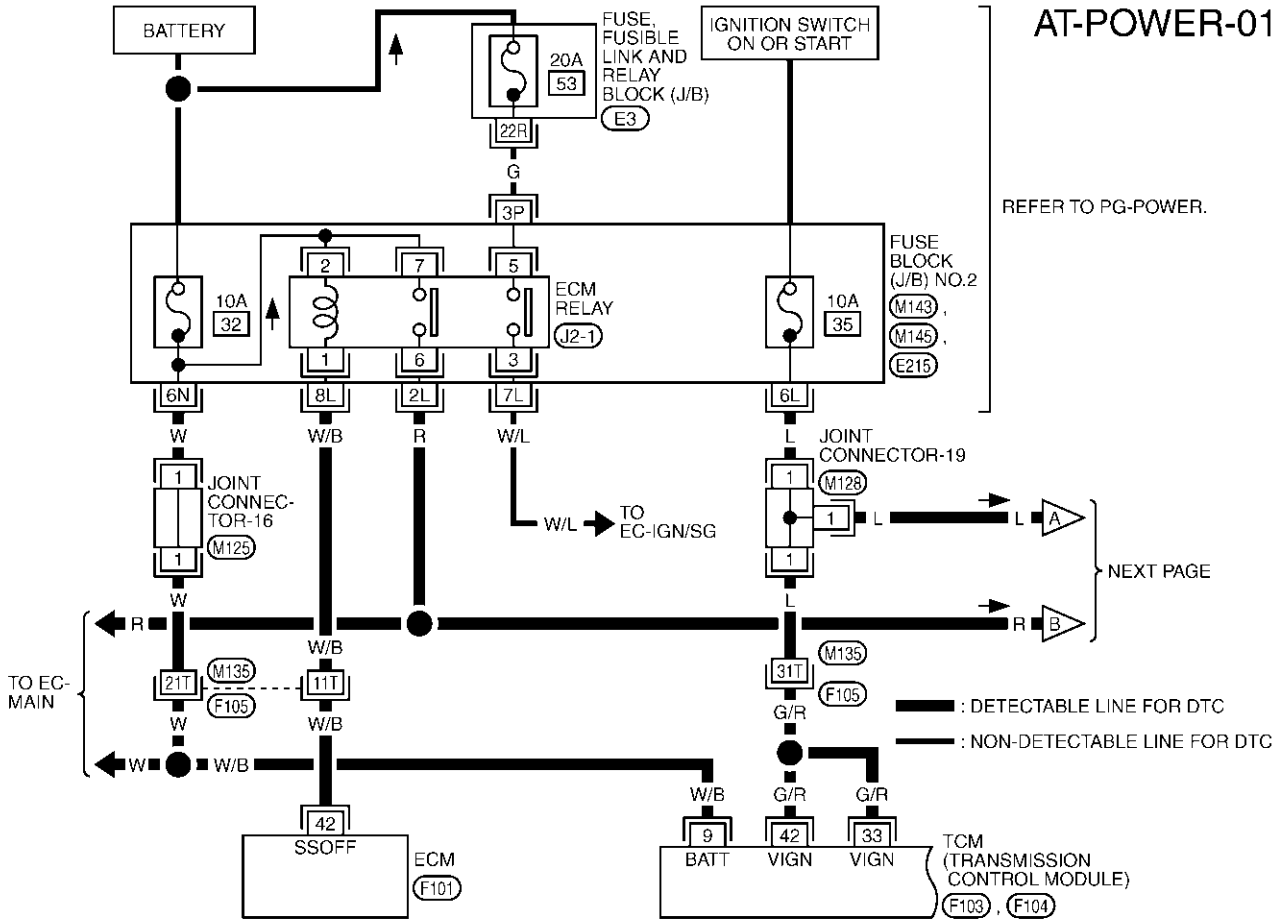 AT-POWER-01
BATTERY
FUSE,
FUSIBLE
LINK AND
RELAY
BLOCK (J/B)
E3
20A
53
22R
G
3P
IGNITION SWITCH
ON OR START
REFER TO PG-POWER.
FUSE
BLOCK
(J/B) NO.2
M143 ,
M145 ,
E215
10A
32
2
7
5
ECM
RELAY
J2-1
1
6
3
10A
35
6N
8L
2L
7L
6L
W
W/B
R
W/L
L
1
JOINT
CONNEC-
TOR-16
M125
1
W
W/L
TO
EC-IGN/SG
JOINT
CONNECTOR-19
M128
1
1
L
L
A
1
L
NEXT PAGE
R
R
B
W/B
TO EC-
MAIN
21T
M135
F105
11T
31T
M135
F105
W
W/B
G/R
: DETECTABLE LINE FOR DTC
: NON-DETECTABLE LINE FOR DTC
W
W/B
W/B
G/R
G/R
42
SSOFF
ECM
F101
9
42
33
BATT
VIGN
VIGN
TCM
(TRANSMISSION
CONTROL MODULE)
F103 , F104